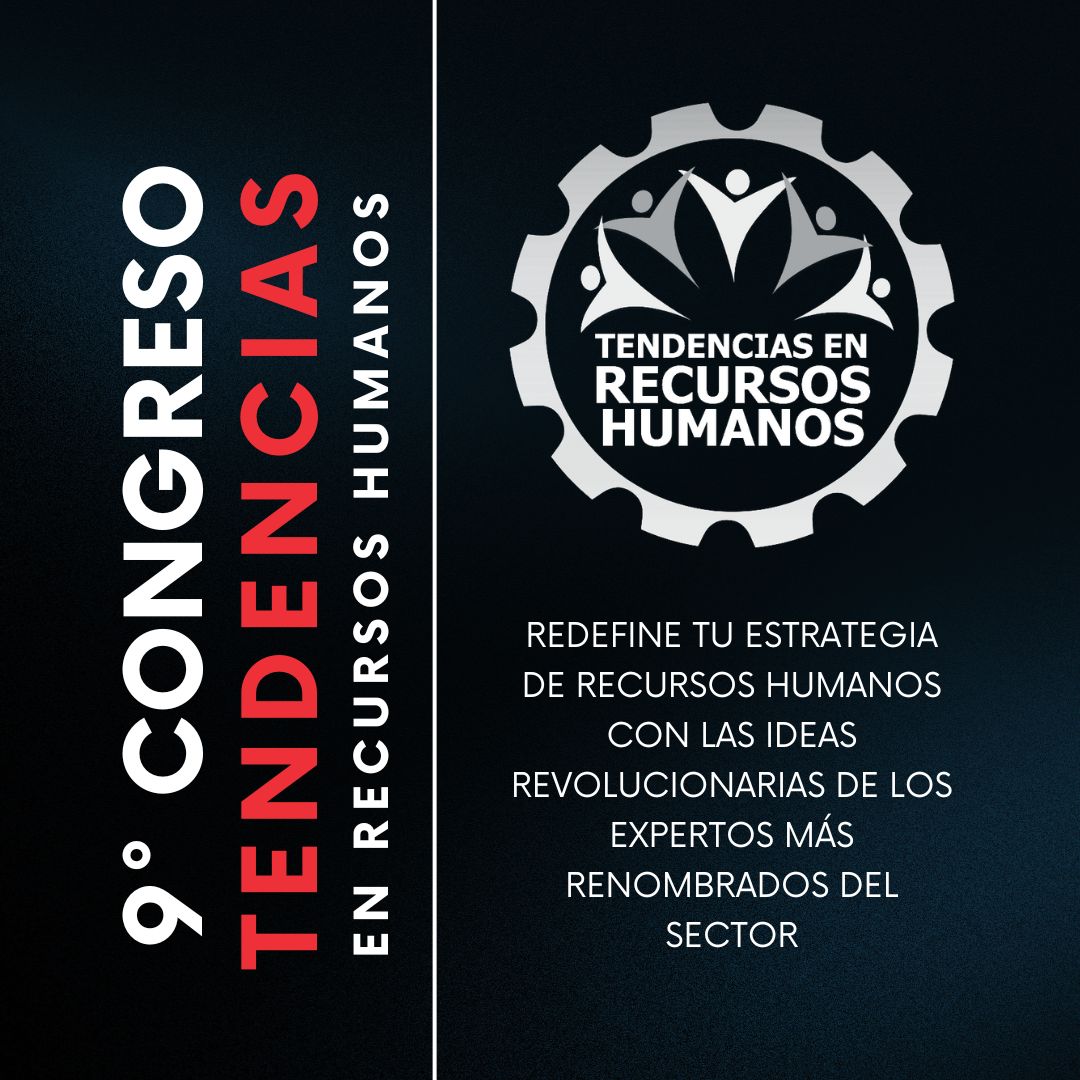 9° CONGRESO
TENDENCIAS
EN RECURSOS HUMANOS
TENDENCIAS EN
RECURSOS
HUMANOS
REDEFINE TU ESTRATEGIA
DE RECURSOS HUMANOS
CON LAS IDEAS
REVOLUCIONARIAS DE LOS
EXPERTOS MÁS
RENOMBRADOS DEL
SECTOR